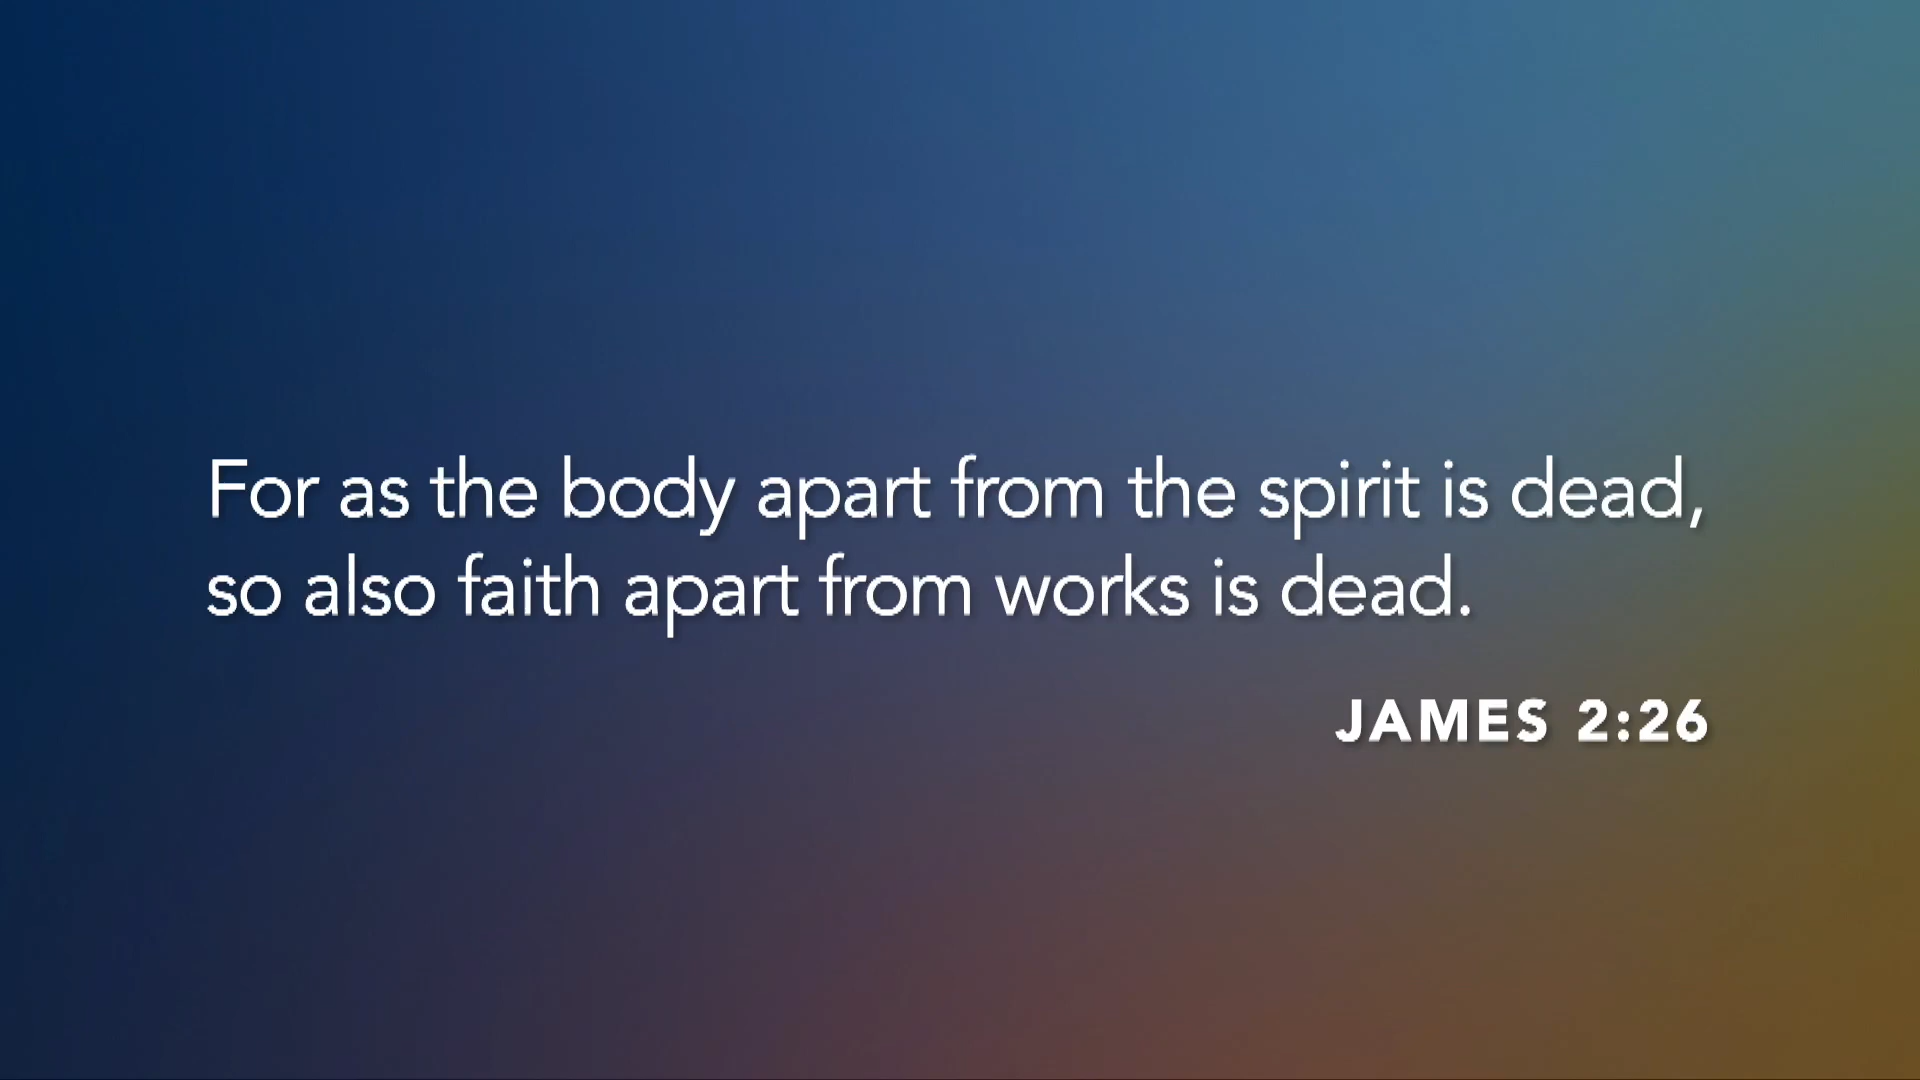 For as the body apart from the spirit is dead,
so also faith apart from works is dead.
JAMES 2:26